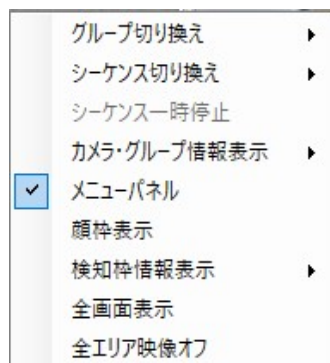 グループ切り換え
シーケンス切り換え
シーケンス一時停止
カメラ・グループ情報表示
メニューパネル
顔枠表示
検知枠情報表示
全画面表示
全エリア映像オフ